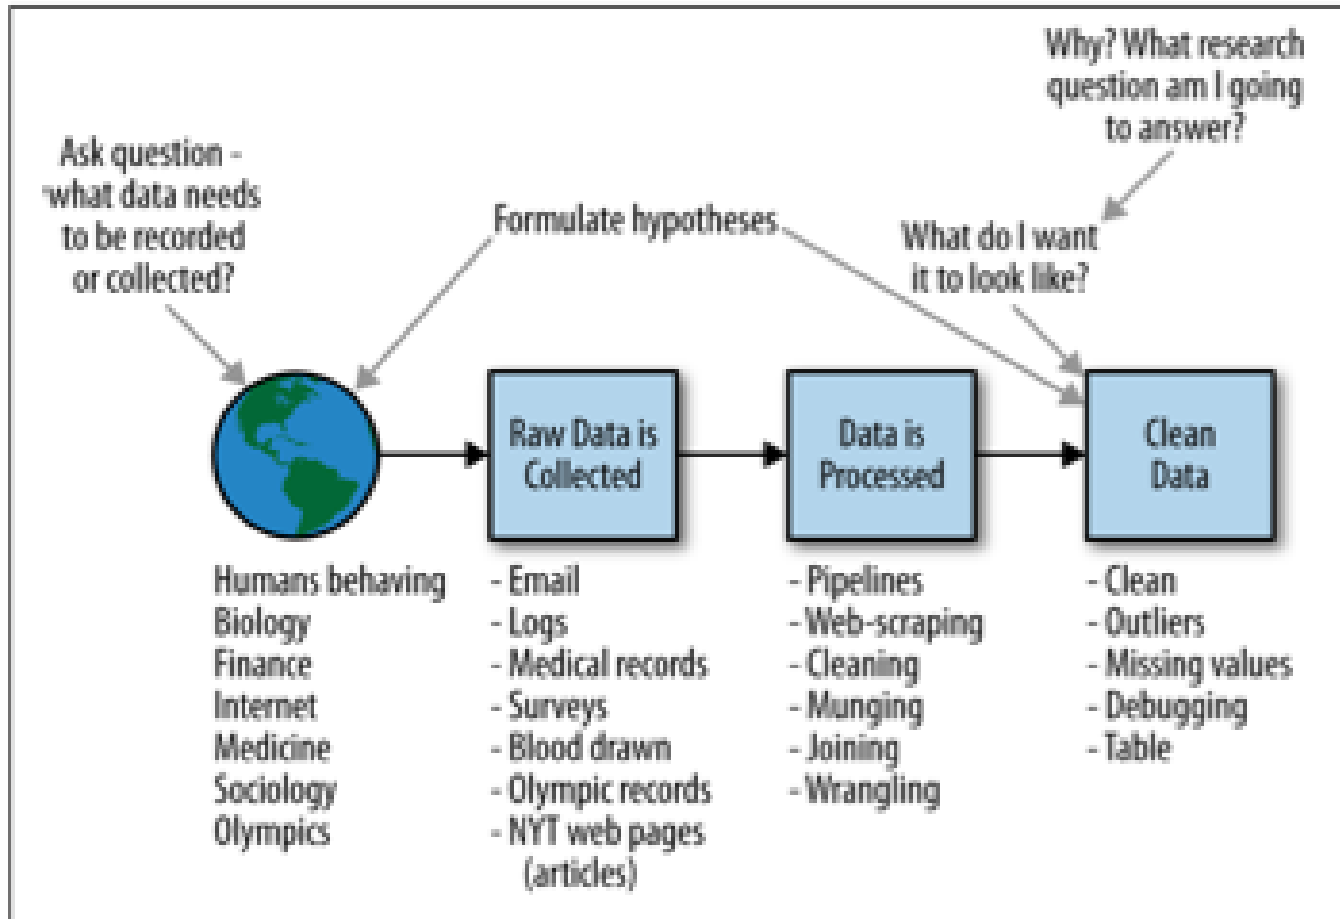 Why? What research
question am I going
to answer?
Ask question -
what data needs
to be recorded
or collected?
Formulate hypotheses
What do I want
it to look like?
Raw Data is
Collected
Data is
Processed
Clean
Data
Humans behaving
Biology
Finance
Internet
Medicine
Sociology
Olympics
- Email
- Logs
- Medical records
- Surveys
- Blood drawn
- Olympic records
- NYT web pages
(articles)
- Pipelines
- Web-scraping
- Cleaning
- Munging
- Joining
- Wrangling
- Clean
- Outliers
- Missing values
- Debugging
- Table